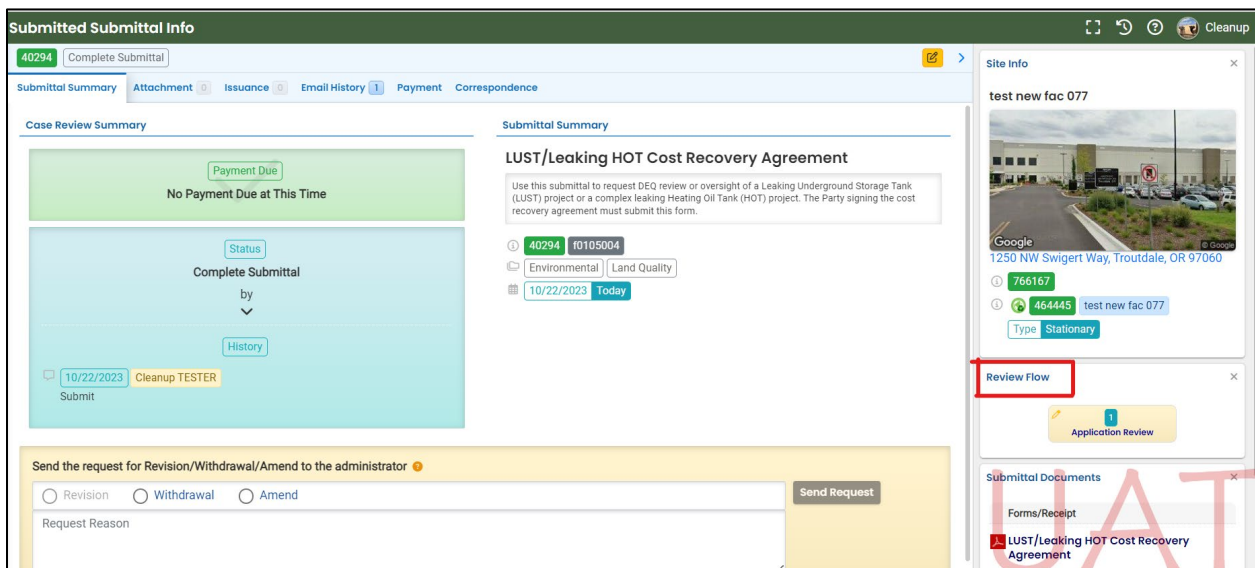 Submitted Submittal Info
Cleanup
40294 Complete Submittal
Submittal Summary Attachment 0 Issuance 0 Email History 1 Payment Correspondence
Case Review Summary
Payment Due
No Payment Due at This Time
Status
Complete Submittal
by
History
10/22/2023 Cleanup TESTER
Submit
Submittal Summary
LUST/Leaking HOT Cost Recovery Agreement
Use this submittal to request DEQ review or oversight of a Leaking Underground Storage Tank
(LUST) project or a complex leaking Heating Oil Tank (HOT) project. The Party signing the cost
recovery agreement must submit this form.
40294 f0105004
Environmental Land Quality
10/22/2023 Today
Send the request for Revision/Withdrawal/Amend to the administrator
Revision Withdrawal Amend
Send Request
Request Reason
Site Info
test new fac 077
Google
© Google
1250 NW Swigert Way, Troutdale, OR 97060
766167
464445 test new fac 077
Type Stationary
Review Flow
1
Application Review
Submittal Documents
Forms/Receipt
LUST/Leaking HOT Cost Recovery
Agreement
UAT